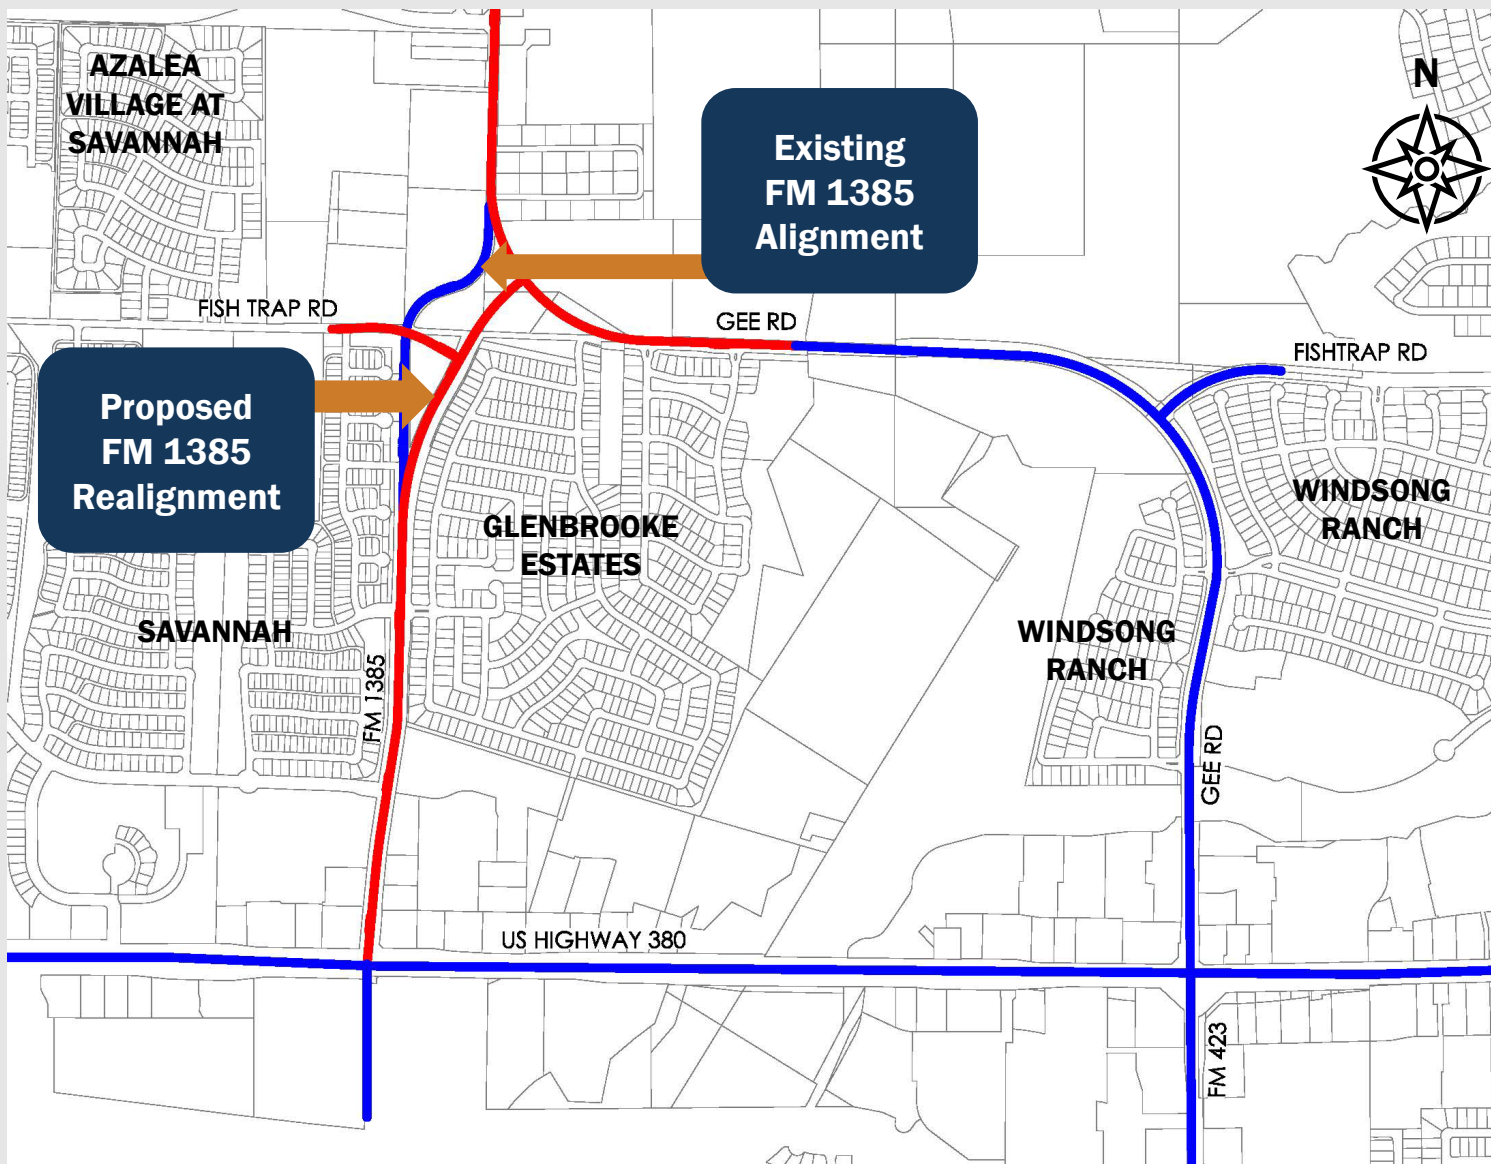 AZALEA
VILLAGE AT
SAVANNAH
N
Existing
FM 1385
Alignment
FISH TRAP RD
GEE RD
FISHTRAP RD
Proposed
FM 1385
Realignment
WINDSONG
RANCH
GLENBROOKE
ESTATES
SAVANNAH
WINDSONG
RANCH
FM 1385
GEE RD
US HIGHWAY 380
FM 423